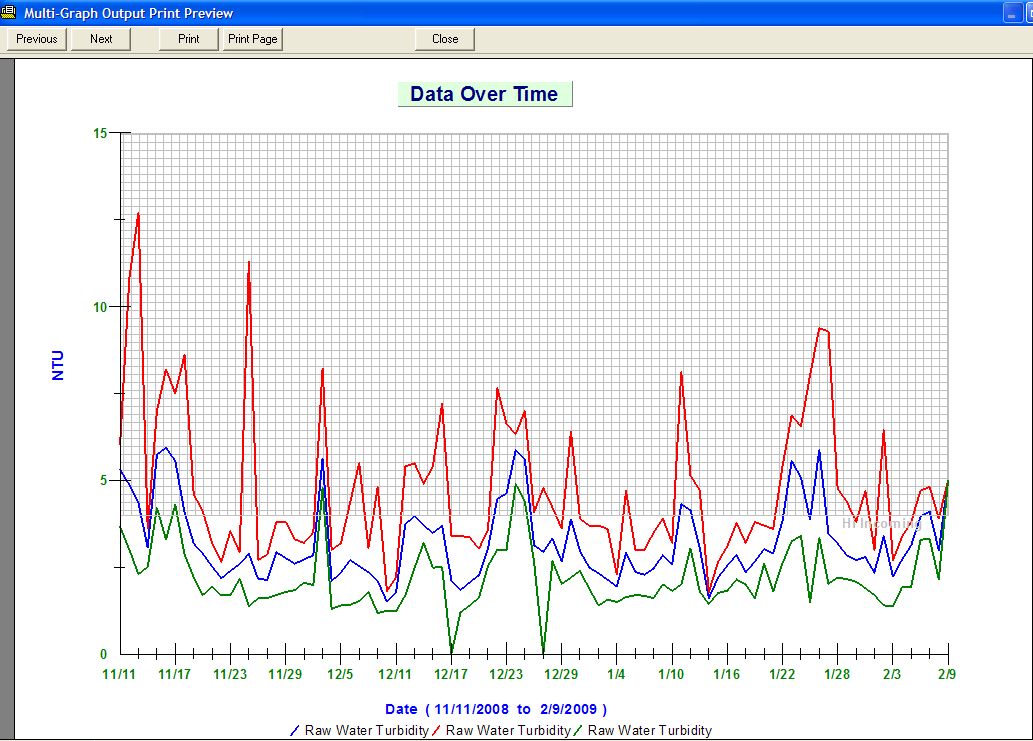 Multi-Graph Output Print Preview
Previous Next Print Print Page Close
Data Over Time
15
10
NTU
5
Hi Incoming
0
11/11 11/17 11/23 11/29 12/5 12/11 12/17 12/23 12/29 1/4 1/10 1/16 1/22 1/28 2/3 2/9
Date ( 11/11/2008 to 2/9/2009 )
Raw Water Turbidity Raw Water Turbidity Raw Water Turbidity